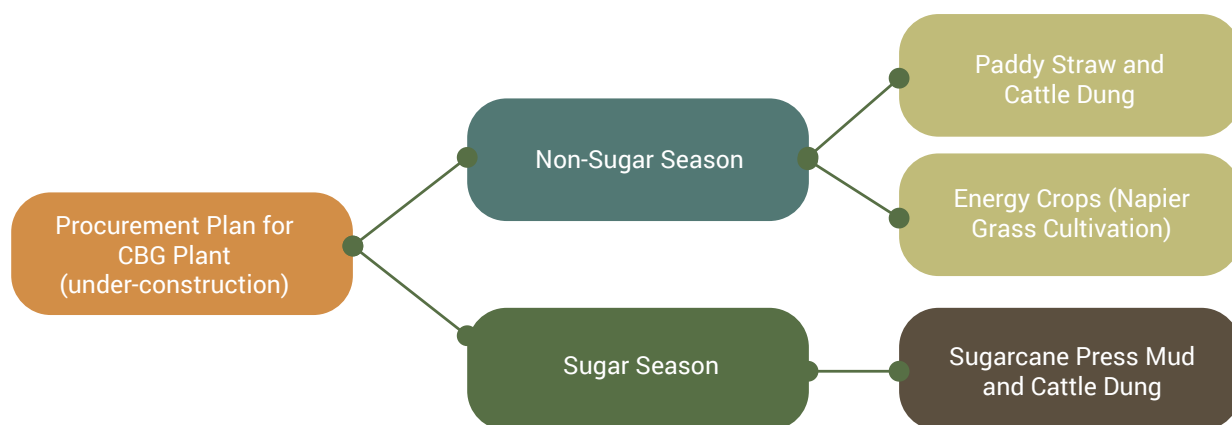 Procurement Plan for
CBG Plant
(under-construction)
Non-Sugar Season
Paddy Straw and
Cattle Dung
Energy Crops (Napier
Grass Cultivation)
Sugar Season
Sugarcane Press Mud
and Cattle Dung